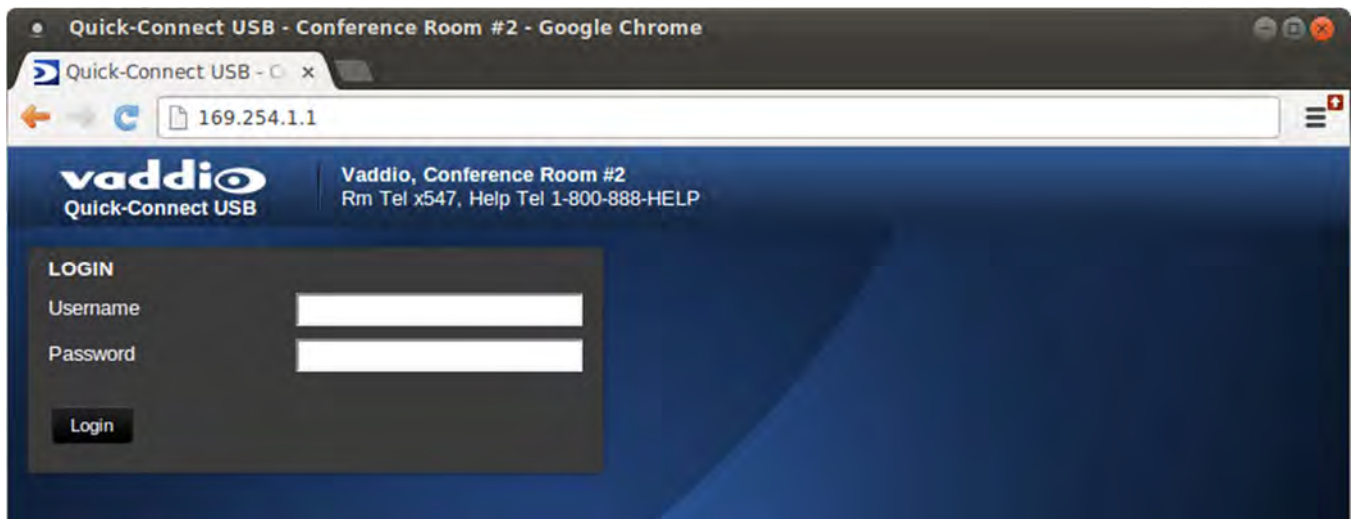 Quick-Connect USB - Conference Room #2 - Google Chrome
Quick-Connect USB - C
169.254.1.1
vaddio
Quick-Connect USB
Vaddio, Conference Room #2
Rm Tel x547, Help Tel 1-800-888-HELP
LOGIN
Username
Password
Login